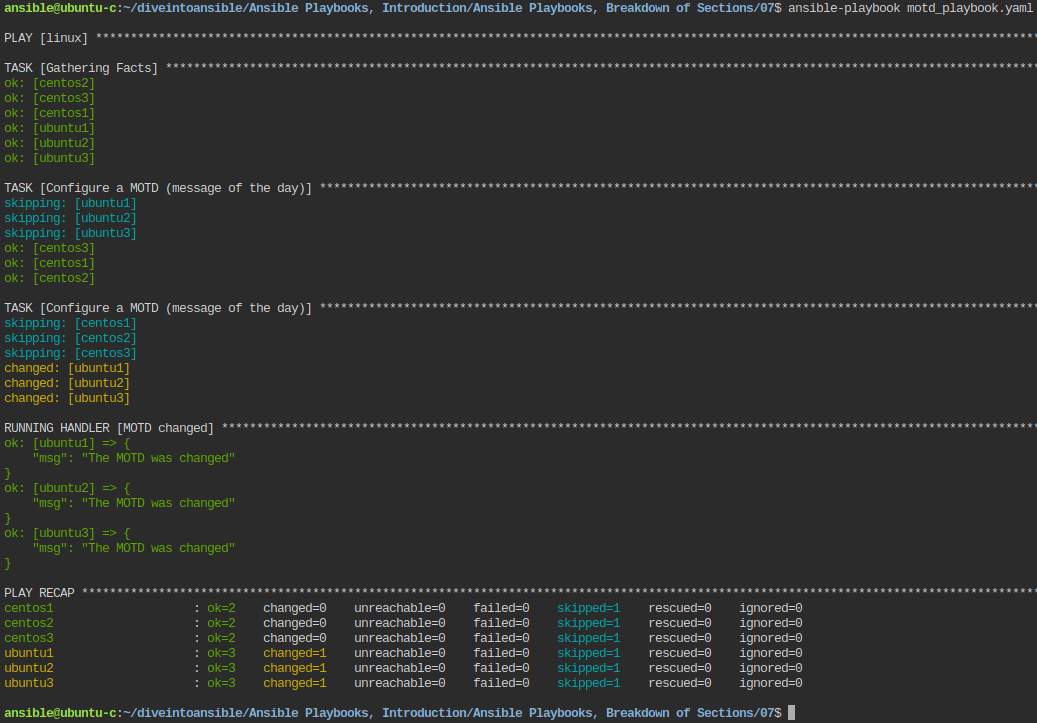 ansible@ubuntu-c:~/diveintoansible/Ansible Playbooks, Introduction/Ansible Playbooks, Breakdown of Sections/07$ ansible-playbook motd_playbook.yaml
PLAY [linux] **************************************************************************************************************************************
TASK [Gathering Facts] ****************************************************************************************************************************
ok: [centos2]
ok: [centos3]
ok: [centos1]
ok: [ubuntu1]
ok: [ubuntu2]
ok: [ubuntu3]
TASK [Configure a MOTD (message of the day)] ******************************************************************************************************
skipping: [ubuntu1]
skipping: [ubuntu2]
skipping: [ubuntu3]
ok: [centos3]
ok: [centos1]
ok: [centos2]
TASK [Configure a MOTD (message of the day)] ******************************************************************************************************
skipping: [centos1]
skipping: [centos2]
skipping: [centos3]
changed: [ubuntu1]
changed: [ubuntu2]
changed: [ubuntu3]
RUNNING HANDLER [MOTD changed] ********************************************************************************************************************
ok: [ubuntu1] => {
    "msg": "The MOTD was changed"
}
ok: [ubuntu2] => {
    "msg": "The MOTD was changed"
}
ok: [ubuntu3] => {
    "msg": "The MOTD was changed"
}
PLAY RECAP ****************************************************************************************************************************************
centos1                    : ok=2    changed=0    unreachable=0    failed=0    skipped=1    rescued=0    ignored=0
centos2                    : ok=2    changed=0    unreachable=0    failed=0    skipped=1    rescued=0    ignored=0
centos3                    : ok=2    changed=0    unreachable=0    failed=0    skipped=1    rescued=0    ignored=0
ubuntu1                    : ok=3    changed=1    unreachable=0    failed=0    skipped=1    rescued=0    ignored=0
ubuntu2                    : ok=3    changed=1    unreachable=0    failed=0    skipped=1    rescued=0    ignored=0
ubuntu3                    : ok=3    changed=1    unreachable=0    failed=0    skipped=1    rescued=0    ignored=0
ansible@ubuntu-c:~/diveintoansible/Ansible Playbooks, Introduction/Ansible Playbooks, Breakdown of Sections/07$